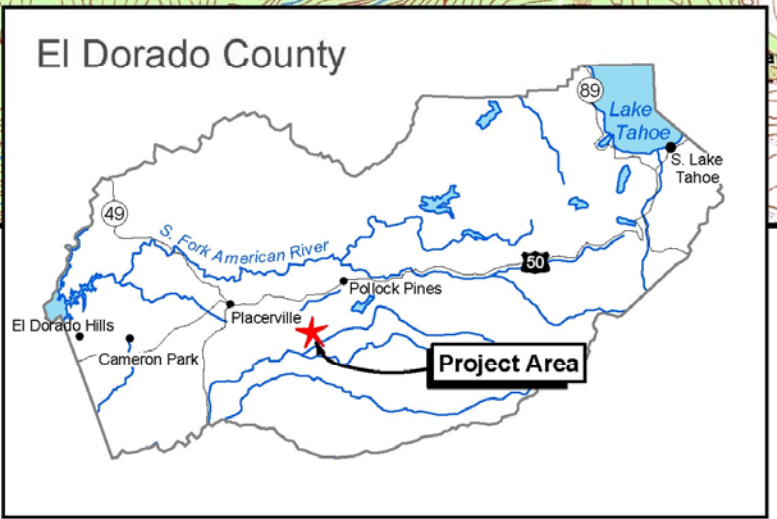 El Dorado County
89
Lake
Tahoe
S. Lake
Tahoe
49
S. Fork American River
50
Pollock Pines
Placerville
El Dorado Hills
Cameron Park
Project Area